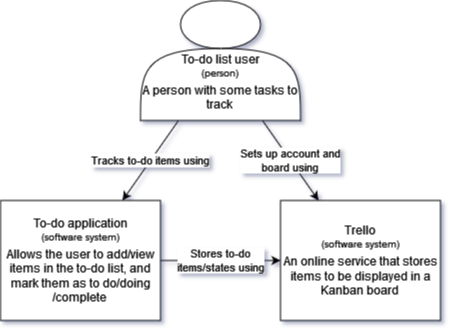 To-do list user
(person)
A person with some tasks to
track
Tracks to-do items using
Sets up account and
board using
To-do application
(software system)
Allows the user to add/view
items in the to-do list, and
mark them as to do/doing
/complete
Stores to-do
items/states using
Trello
(software system)
An online service that stores
items to be displayed in a
Kanban board